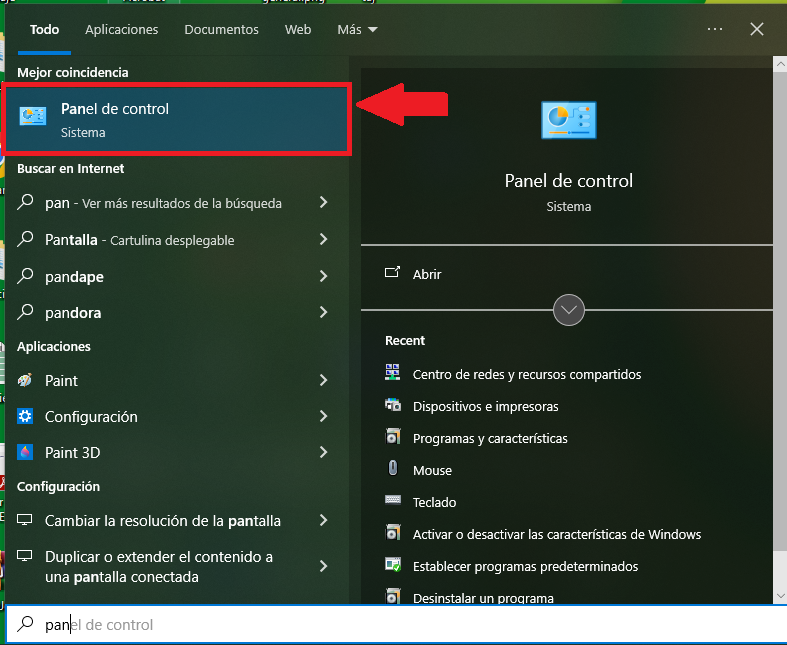 Todo Aplicaciones Documentos Web Más ...
Mejor coincidencia
Panel de control
Sistema
Buscar en Internet
pan - Ver más resultados de la búsqueda
Pantalla - Cartulina desplegable
pandape
pandora
Aplicaciones
Paint
Configuración
Paint 3D
Configuración
Cambiar la resolución de la pantalla
Duplicar o extender el contenido a
una pantalla conectada
Panel de control
Sistema
Abrir
Recent
Centro de redes y recursos compartidos
Dispositivos e impresoras
Programas y características
Mouse
Teclado
Activar o desactivar las características de Windows
Establecer programas predeterminados
Desinstalar un programa
panel de control